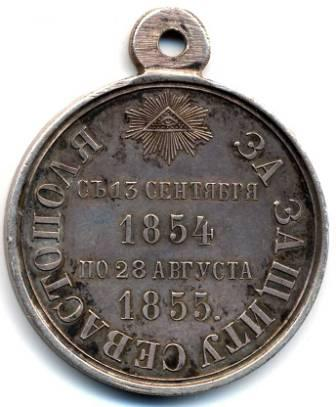 ЗА ЗАЩИТУ СЕВАСТОПОЛЯ
СЪ 13 СЕНТЯБРЯ
1854
ПО 28 АВГУСТА
1855.